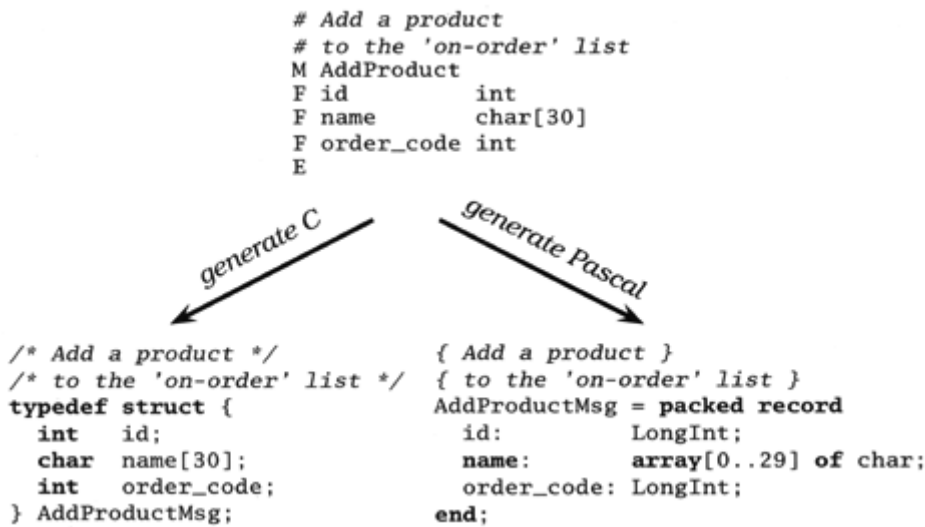 # Add a product
# to the 'on-order' list
M AddProduct
F id int
F name char[30]
F order_code int
E
generate C
generate Pascal
/* Add a product */
/* to the 'on-order' list */
typedef struct {
int id;
char name[30];
int order_code;
} AddProductMsg;
{ Add a product }
{ to the 'on-order' list }
AddProductMsg = packed record
id: LongInt;
name: array[0..29] of char;
order_code: LongInt;
end;